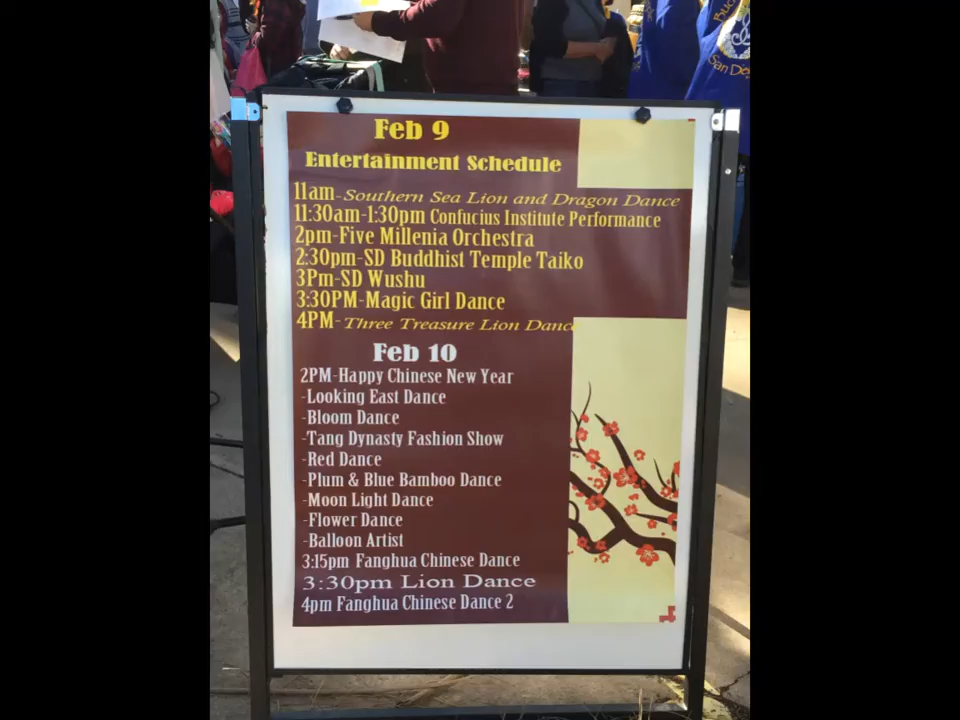 San Die
Feb 9
Entertainment Schedule
11am-Southern Sea Lion and Dragon Dance
11:30am-1:30pm Confucius Institute Performance
2pm-Five Millenia Orchestra
2:30pm-SD Buddhist Temple Taiko
3Pm-SD Wushu
3:30PM-Magic Girl Dance
4PM-Three Treasure Lion Dance
Feb 10
2PM-Happy Chinese New Year
-Looking East Dance
-Bloom Dance
-Tang Dynasty Fashion Show
-Red Dance
-Plum & Blue Bamboo Dance
-Moon Light Dance
-Flower Dance
-Balloon Artist
3:15pm Fanghua Chinese Dance
3:30pm Lion Dance
4pm Fanghua Chinese Dance 2